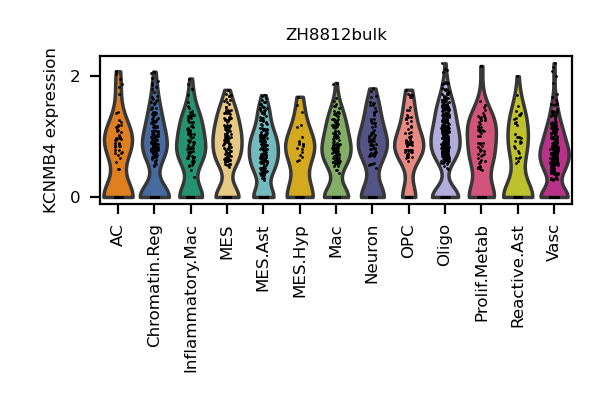 ZH8812bulk
KCNMB4 expression
2
0
AC
Chromatin.Reg
Inflammatory.Mac
MES
MES.Ast
MES.Hyp
Mac
Neuron
OPC
Oligo
Prolif.Metab
Reactive.Ast
Vasc